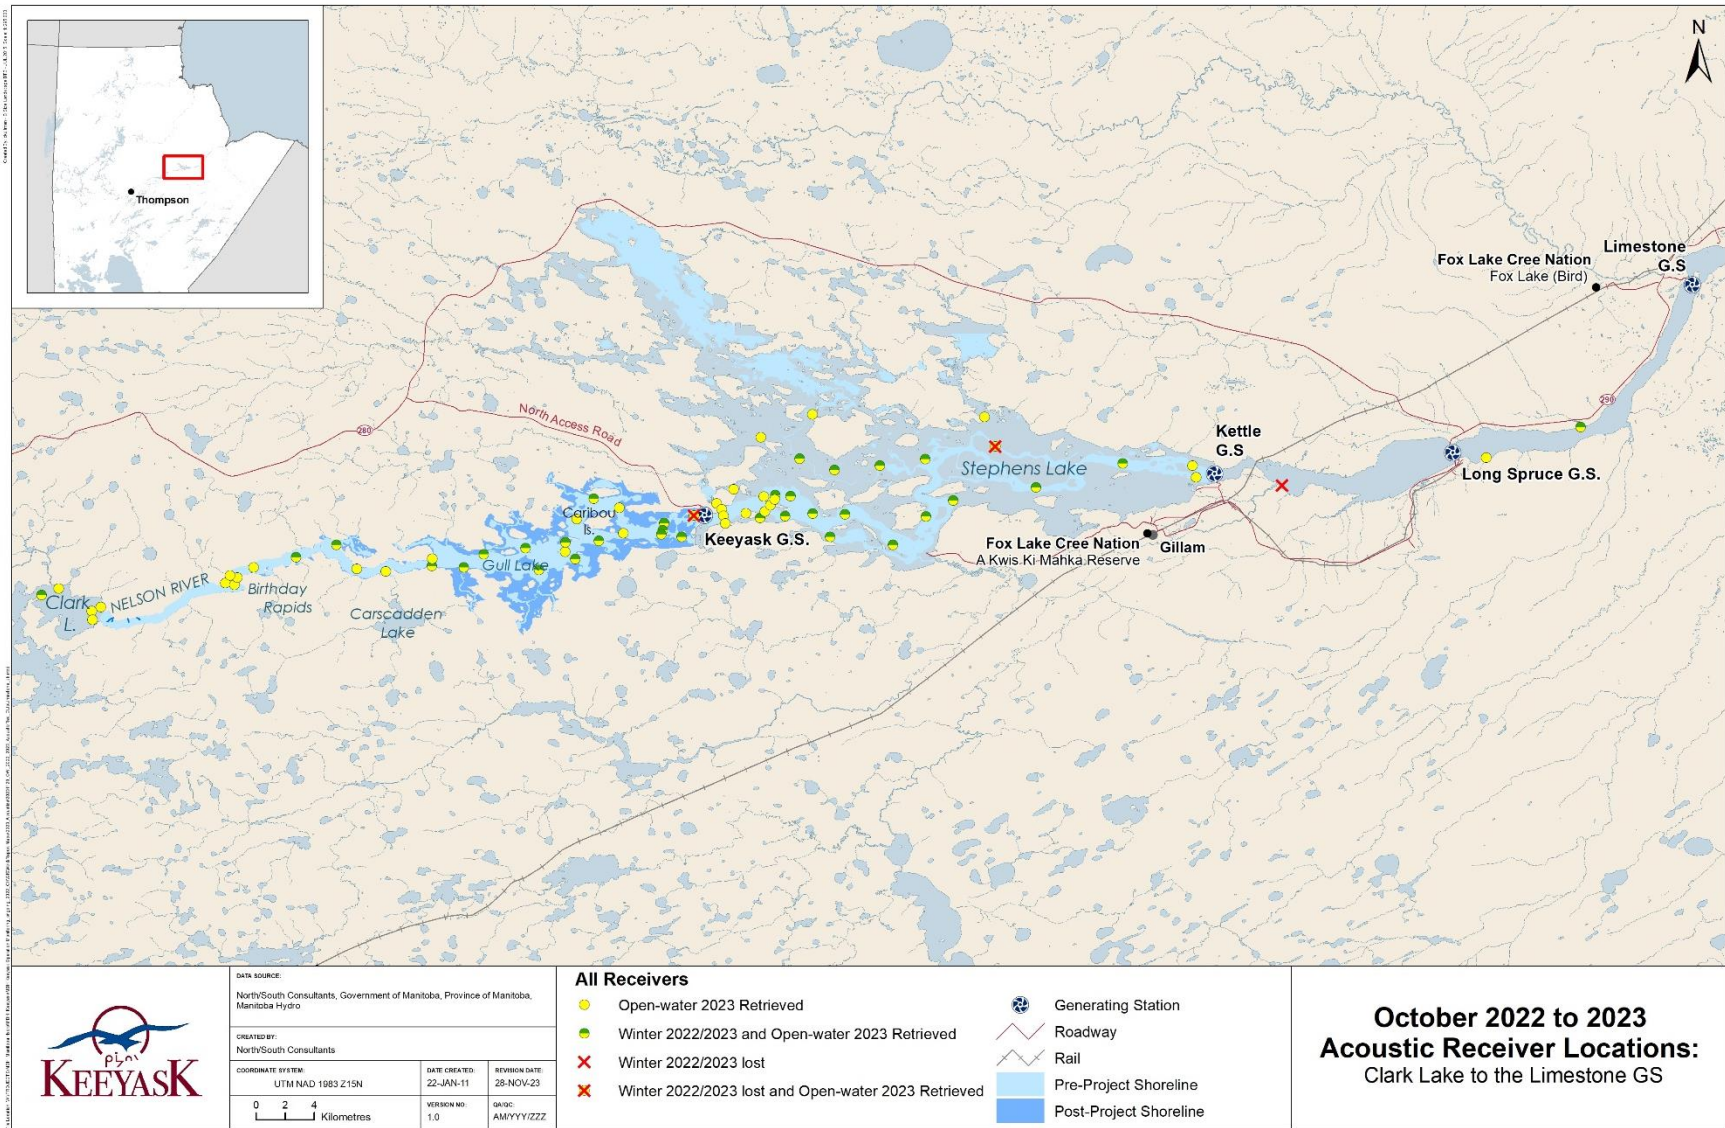 N
Thompson
Limestone
G.S
Fox Lake Cree Nation
Fox Lake (Bird)
290
North Access Road
280
Kettle
G.S
Stephens Lake
Long Spruce G.S.
Caribou
Is.
Keeyask G.S.
Fox Lake Cree Nation
A Kwis Ki Mahka Reserve
Gillam
Gull Lake
NELSON RIVER
Birthday
Rapids
Clark
L.
Carscadden
Lake
KEEYASK
DATA SOURCE:
North/South Consultants, Government of Manitoba, Province of Manitoba,
Manitoba Hydro
CREATED BY:
North/South Consultants
COORDINATE SYSTEM:
UTM NAD 1983 Z15N
DATE CREATED:
22-JAN-11
REVISION DATE:
28-NOV-23
0 2 4
Kilometres
VERSION NO:
1.0
QA/QC:
AM/YYY/ZZZ
All Receivers
Open-water 2023 Retrieved
Winter 2022/2023 and Open-water 2023 Retrieved
Winter 2022/2023 lost
Winter 2022/2023 lost and Open-water 2023 Retrieved
Generating Station
Roadway
Rail
Pre-Project Shoreline
Post-Project Shoreline
October 2022 to 2023
Acoustic Receiver Locations:
Clark Lake to the Limestone GS